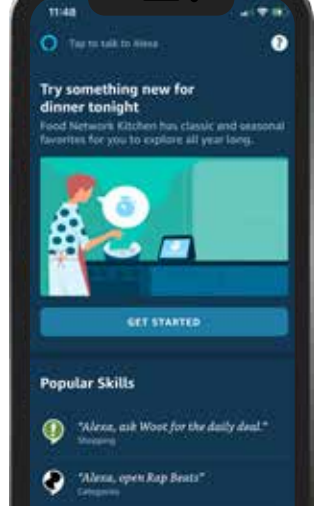 11:48
Tap to talk to Alexa
?
Try something new for
dinner tonight
Food Network Kitchen has classic and seasonal
favorites for you to explore all year long.
GET STARTED
Popular Skills
"Alexa, ask Woot for the daily deal."
Shopping
"Alexa, open Rap Beats"
Categories